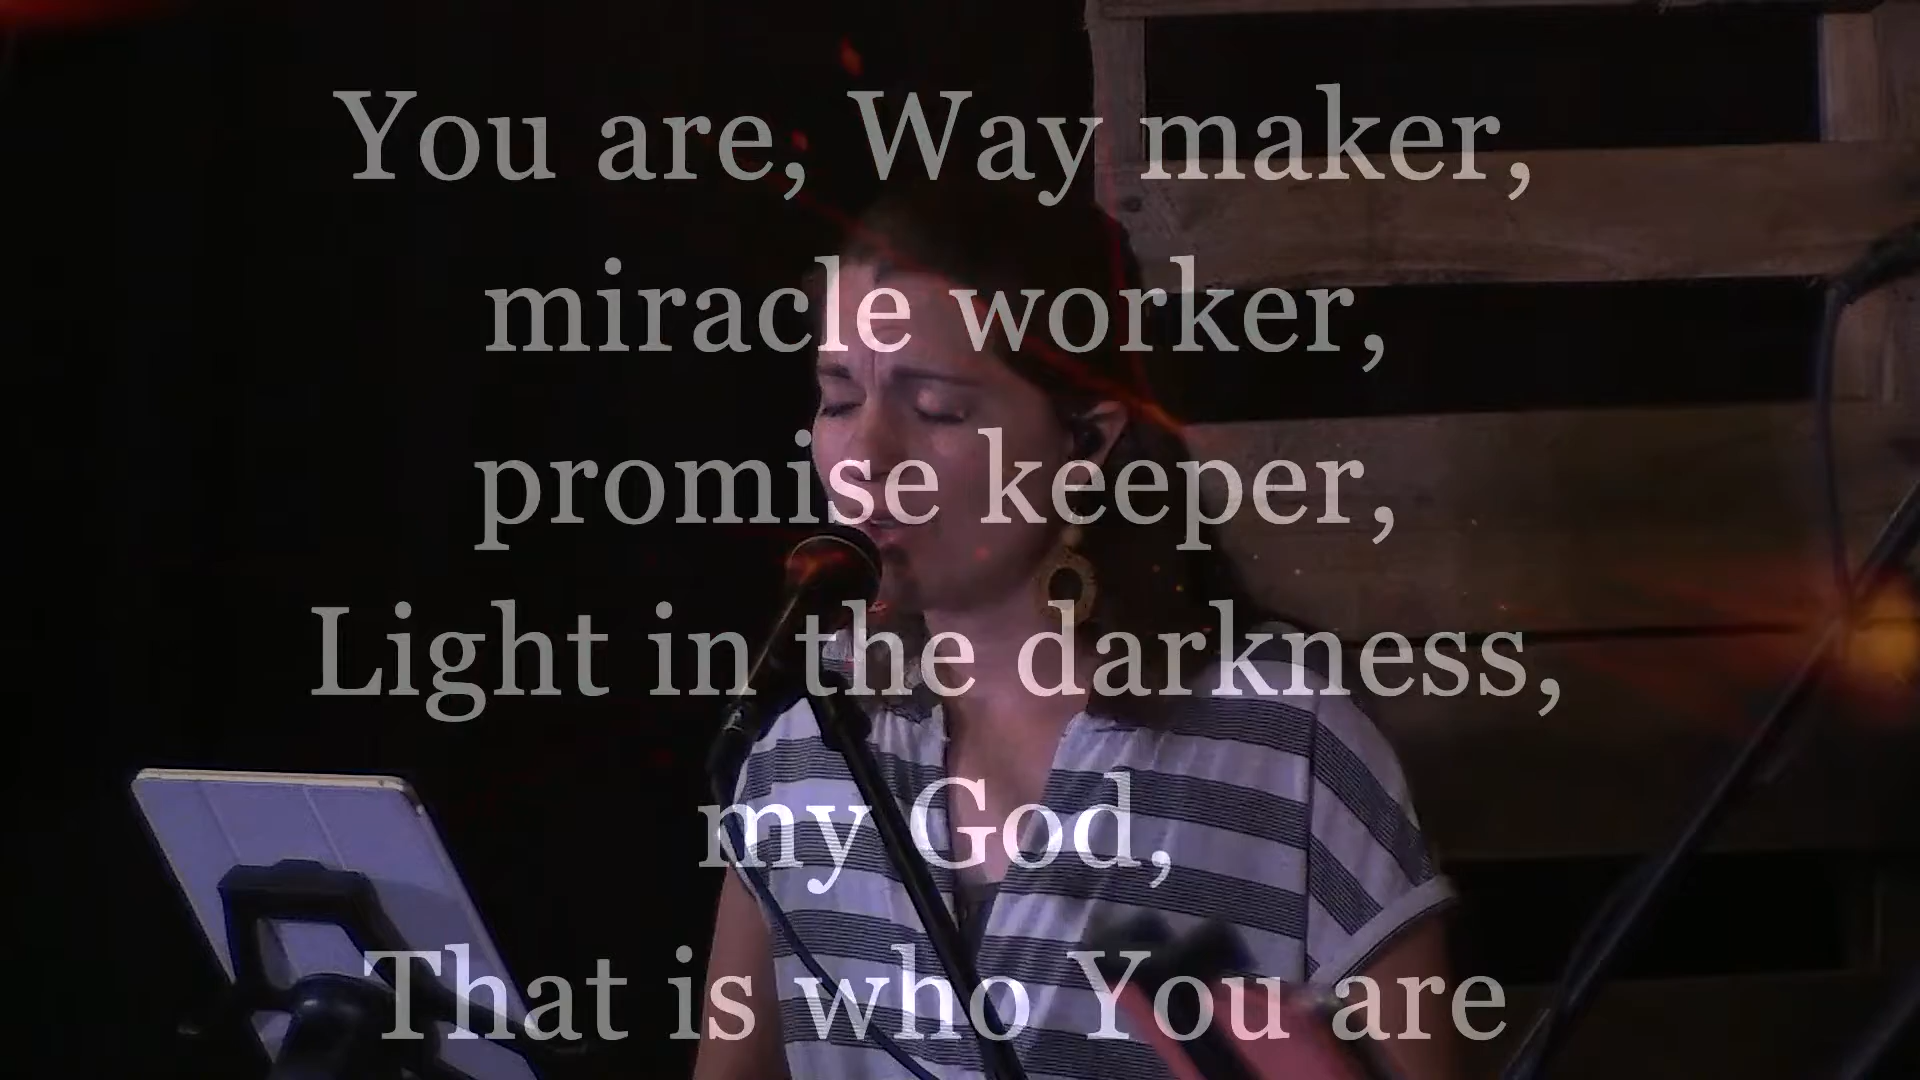 You are, Way maker,
miracle worker,
promise keeper,
Light in the darkness,
my God,
That is who You are